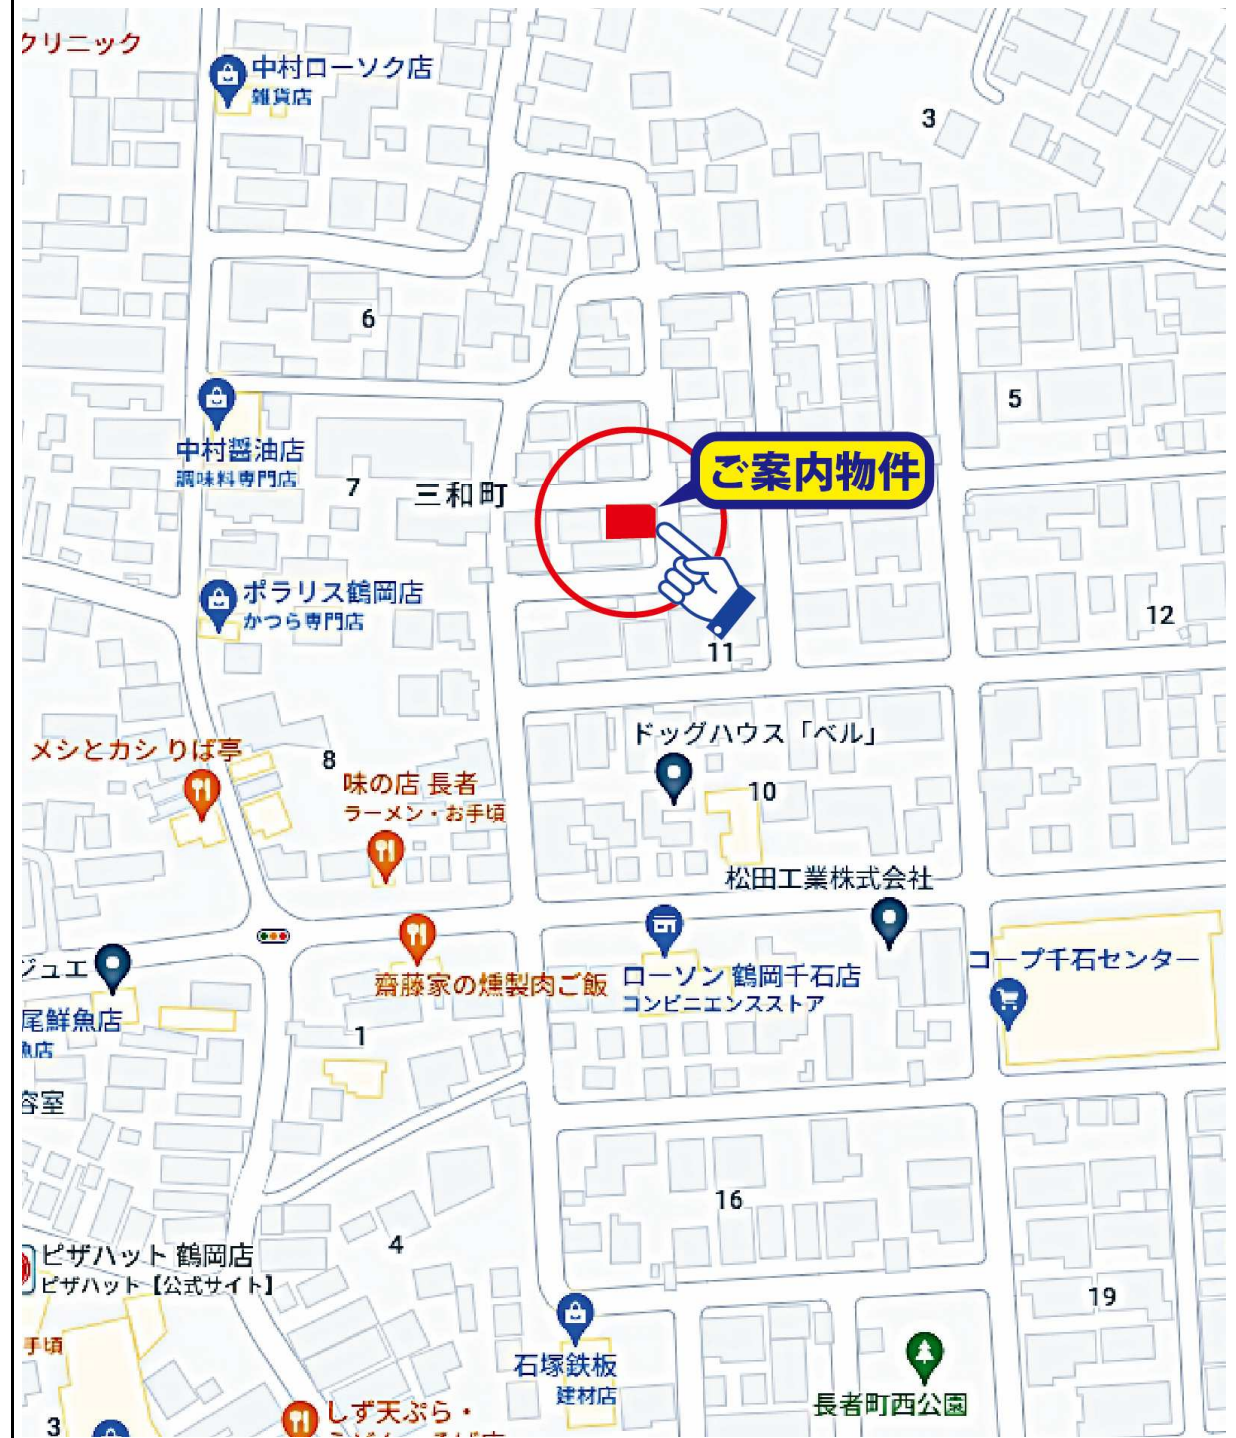 クリニック
中村ローソク店
雑貨店
3
6
5
中村醤油店
調味料専門店
7
三和町
ご案内物件
ポラリス鶴岡店
かつら専門店
12
11
メシとカシ りば亭
8
味の店 長者
ラーメン・お手頃
ドッグハウス「ベル」
10
松田工業株式会社
ジュエ
齋藤家の燻製肉ご飯
ローソン 鶴岡千石店
コンビニエンスストア
コープ千石センター
尾鮮魚店
魚店
1
容室
16
4
ピザハット 鶴岡店
ピザハット【公式サイト】
19
手頃
石塚鉄板
建材店
長者町西公園
3
しず天ぷら・